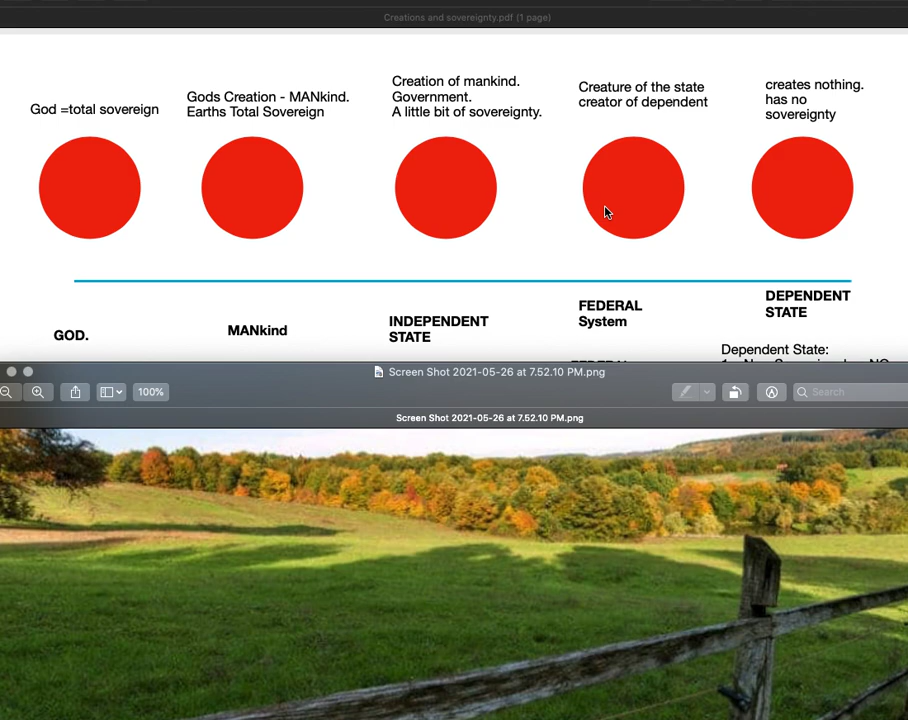 Creations and sovereignty.pdf (1 page)
God =total sovereign
Gods Creation - MANkind.
Earths Total Sovereign
Creation of mankind.
Government.
A little bit of sovereignty.
Creature of the state
creator of dependent
creates nothing.
has no
sovereignty
GOD.
MANkind
INDEPENDENT
STATE
FEDERAL
System
DEPENDENT
STATE
Dependent State:
Screen Shot 2021-05-26 at 7.52.10 PM.png
100%
Search
Screen Shot 2021-05-26 at 7.52.10 PM.png